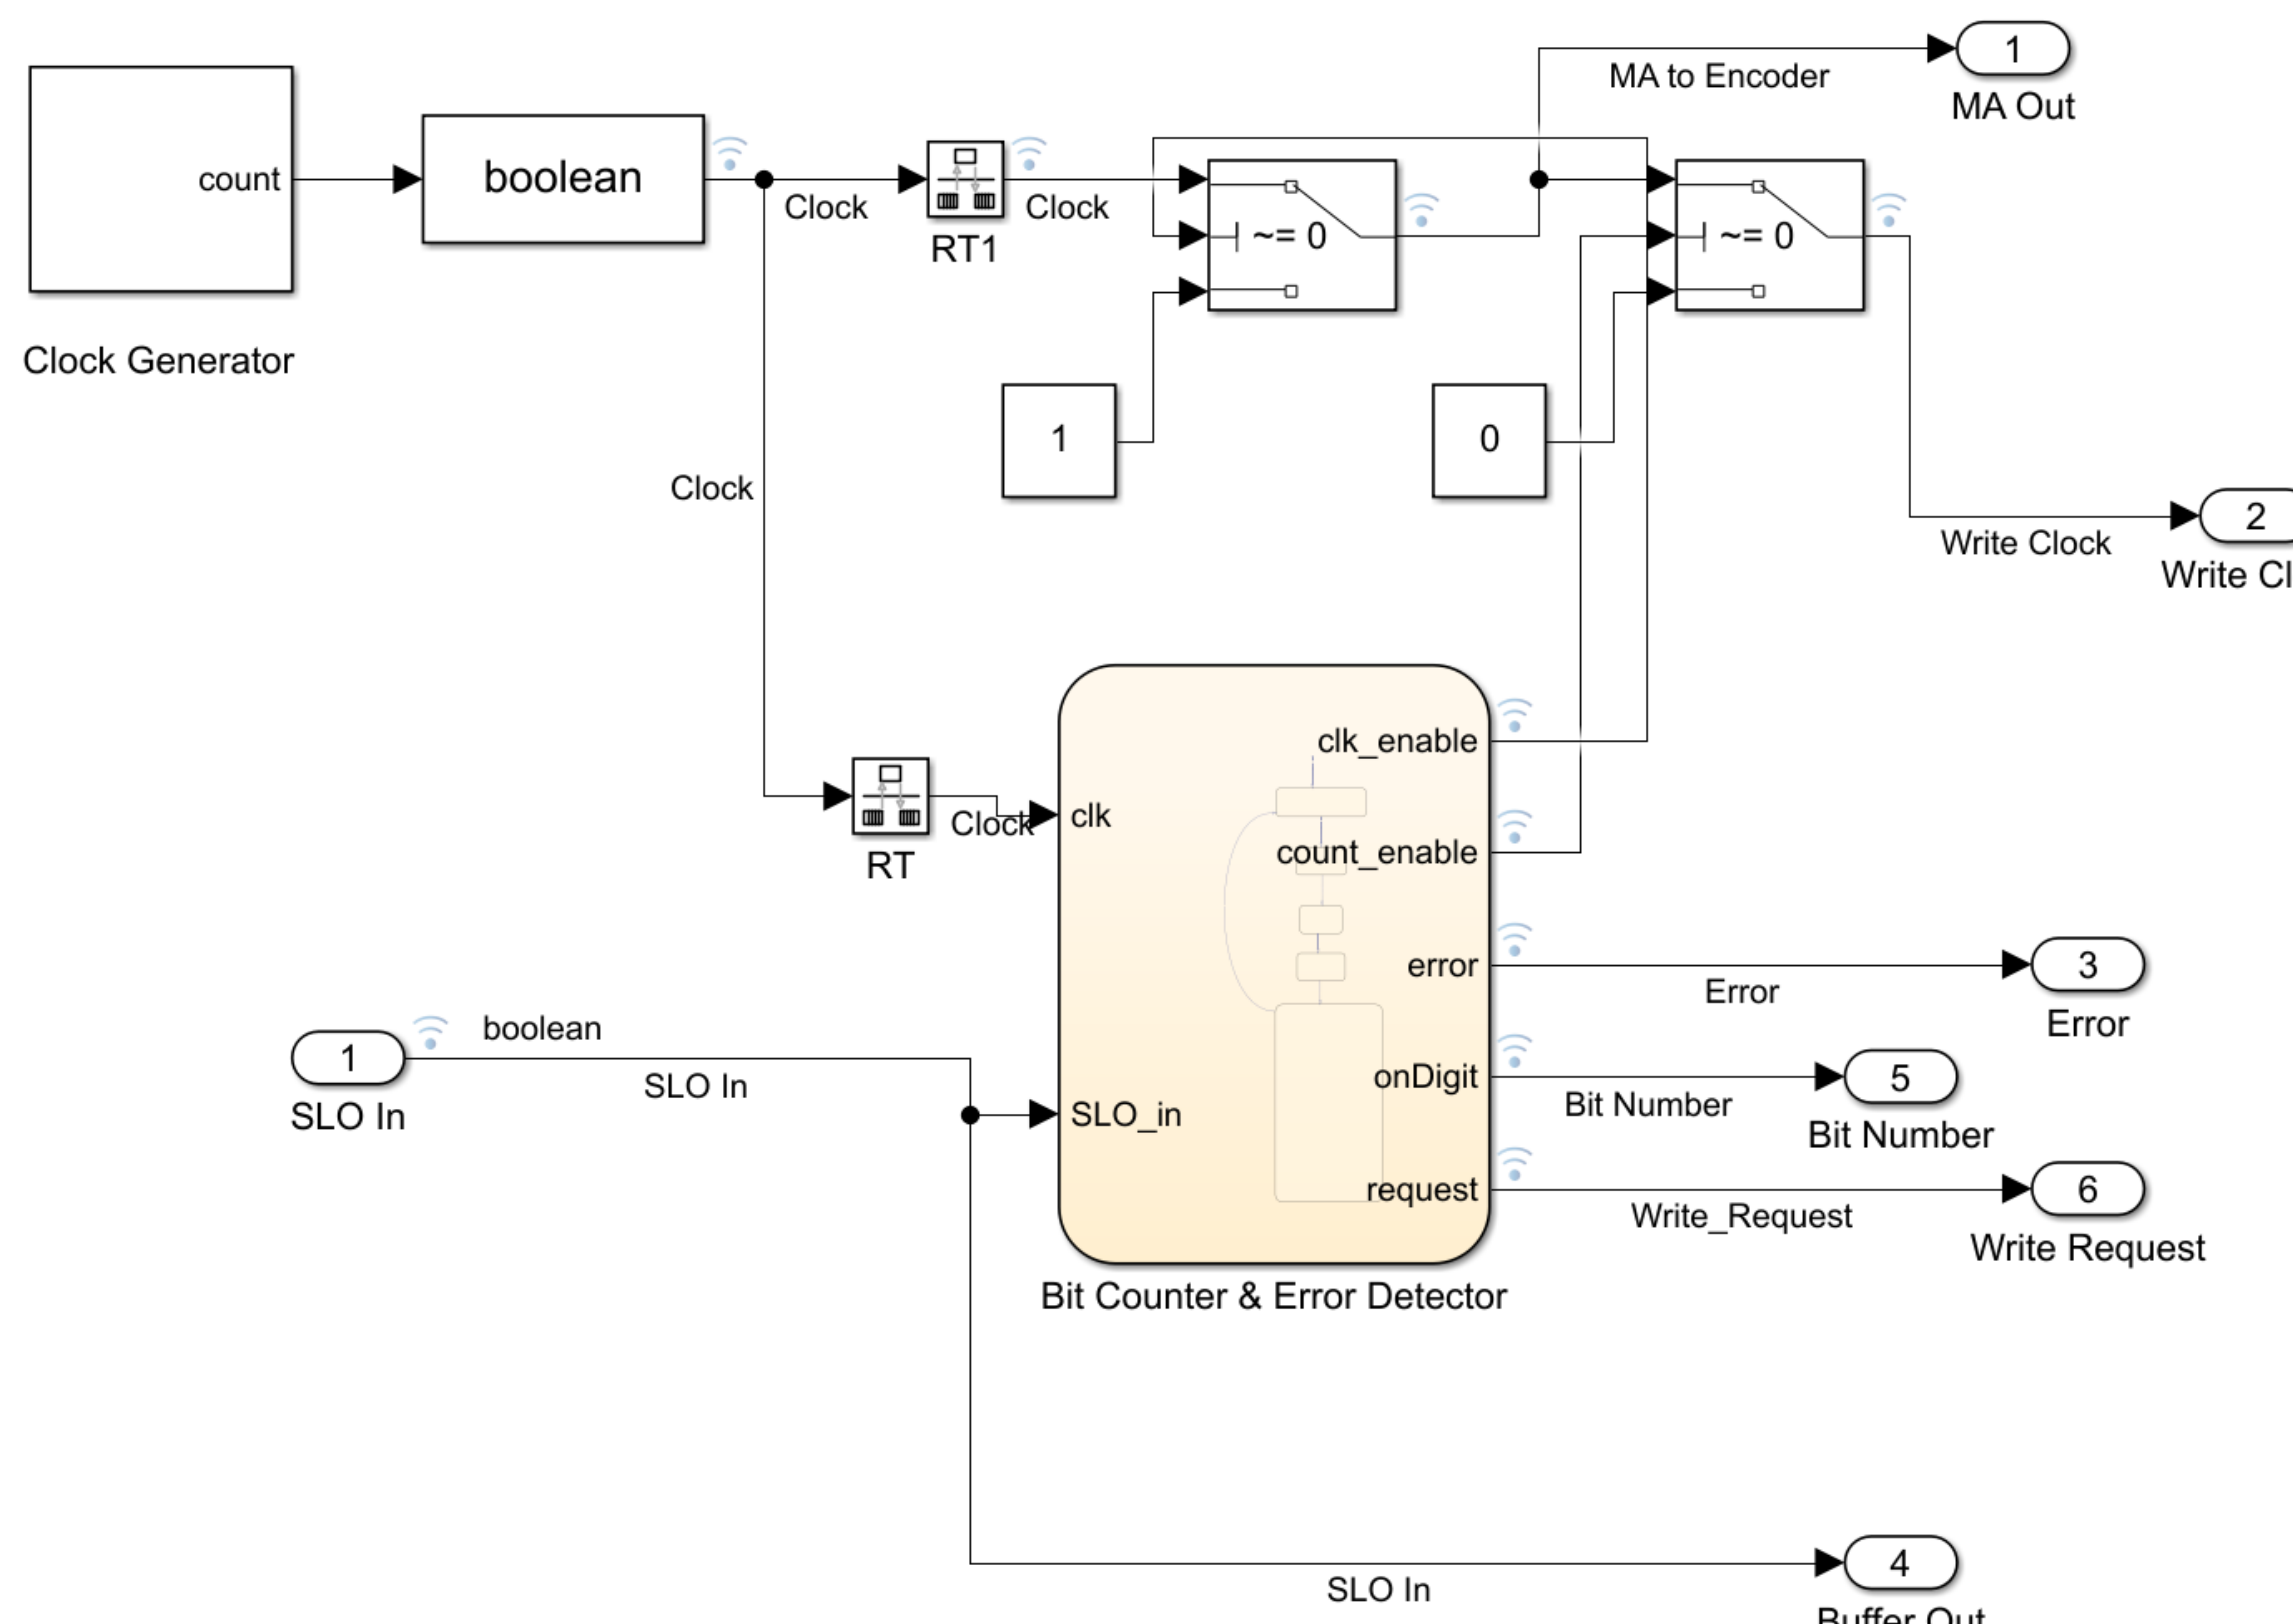 1
MA to Encoder
MA Out
count
boolean
Clock
Clock
RT1
~= 0
~= 0
Clock Generator
1
0
Clock
2
Write Clock
Write Cl
clk_enable
clk
Clock
RT
count_enable
error
3
Error
Error
boolean
1
SLO In
SLO In
onDigit
5
Bit Number
Bit Number
SLO_in
request
6
Write_Request
Write Request
Bit Counter & Error Detector
4
SLO In
Buffer Out